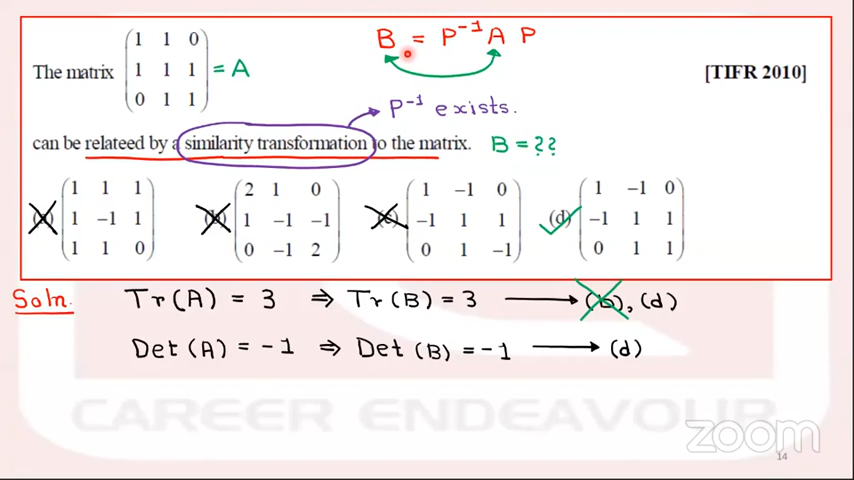 B = P⁻¹ A P
1 1 0
The matrix 1 1 1 = A [TIFR 2010]
0 1 1
P⁻¹ exists.
can be relateed by a similarity transformation to the matrix. B = ??
(a) 1 1 1
1 –1 1
1 1 0
(b) 2 1 0
1 –1 –1
0 –1 2
(c) 1 –1 0
–1 1 1
0 1 –1
(d) 1 –1 0
–1 1 1
0 1 1
Soln. Tr(A) = 3 ⇒ Tr(B) = 3 → (b), (d)
Det(A) = -1 ⇒ Det(B) = -1 → (d)
CAREER ENDEAVOUR
zoom
14